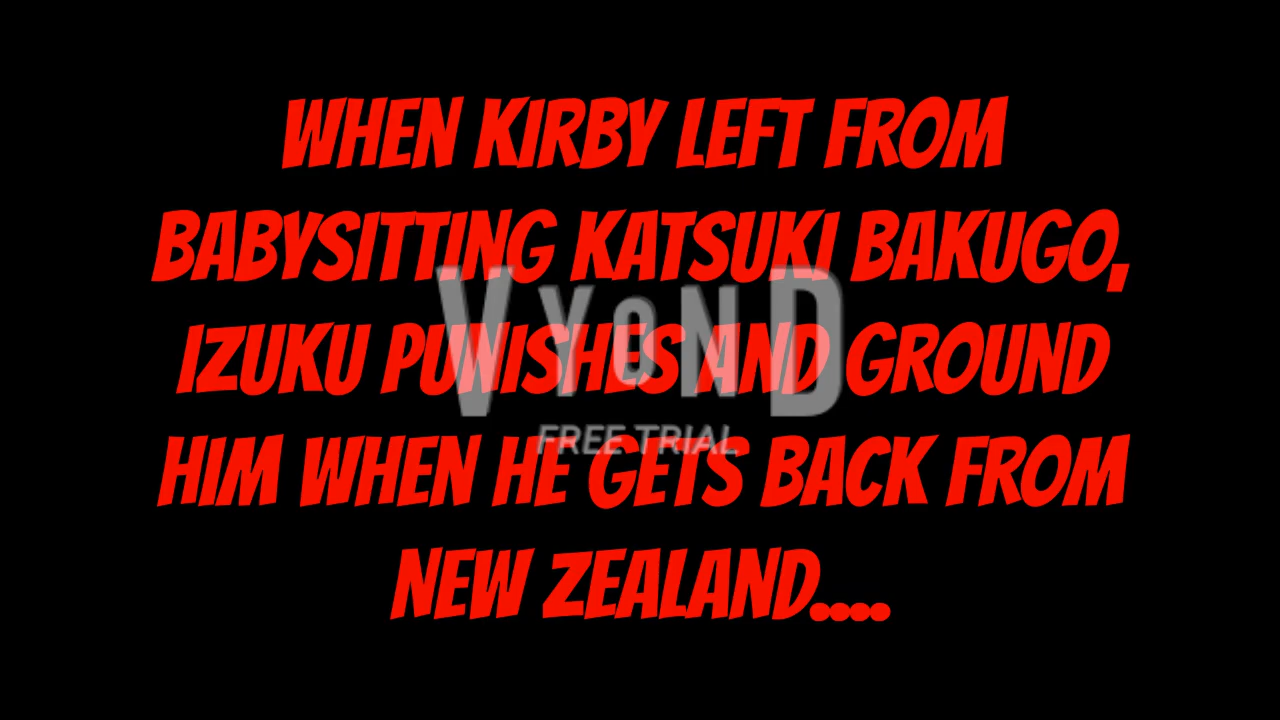 WHEN KIRBY LEFT FROM
BABYSITTING KATSUKI BAKUGO,
IZUKU PUNISHES AND GROUND
HIM WHEN HE GETS BACK FROM
NEW ZEALAND....
VYOND
FREE TRIAL